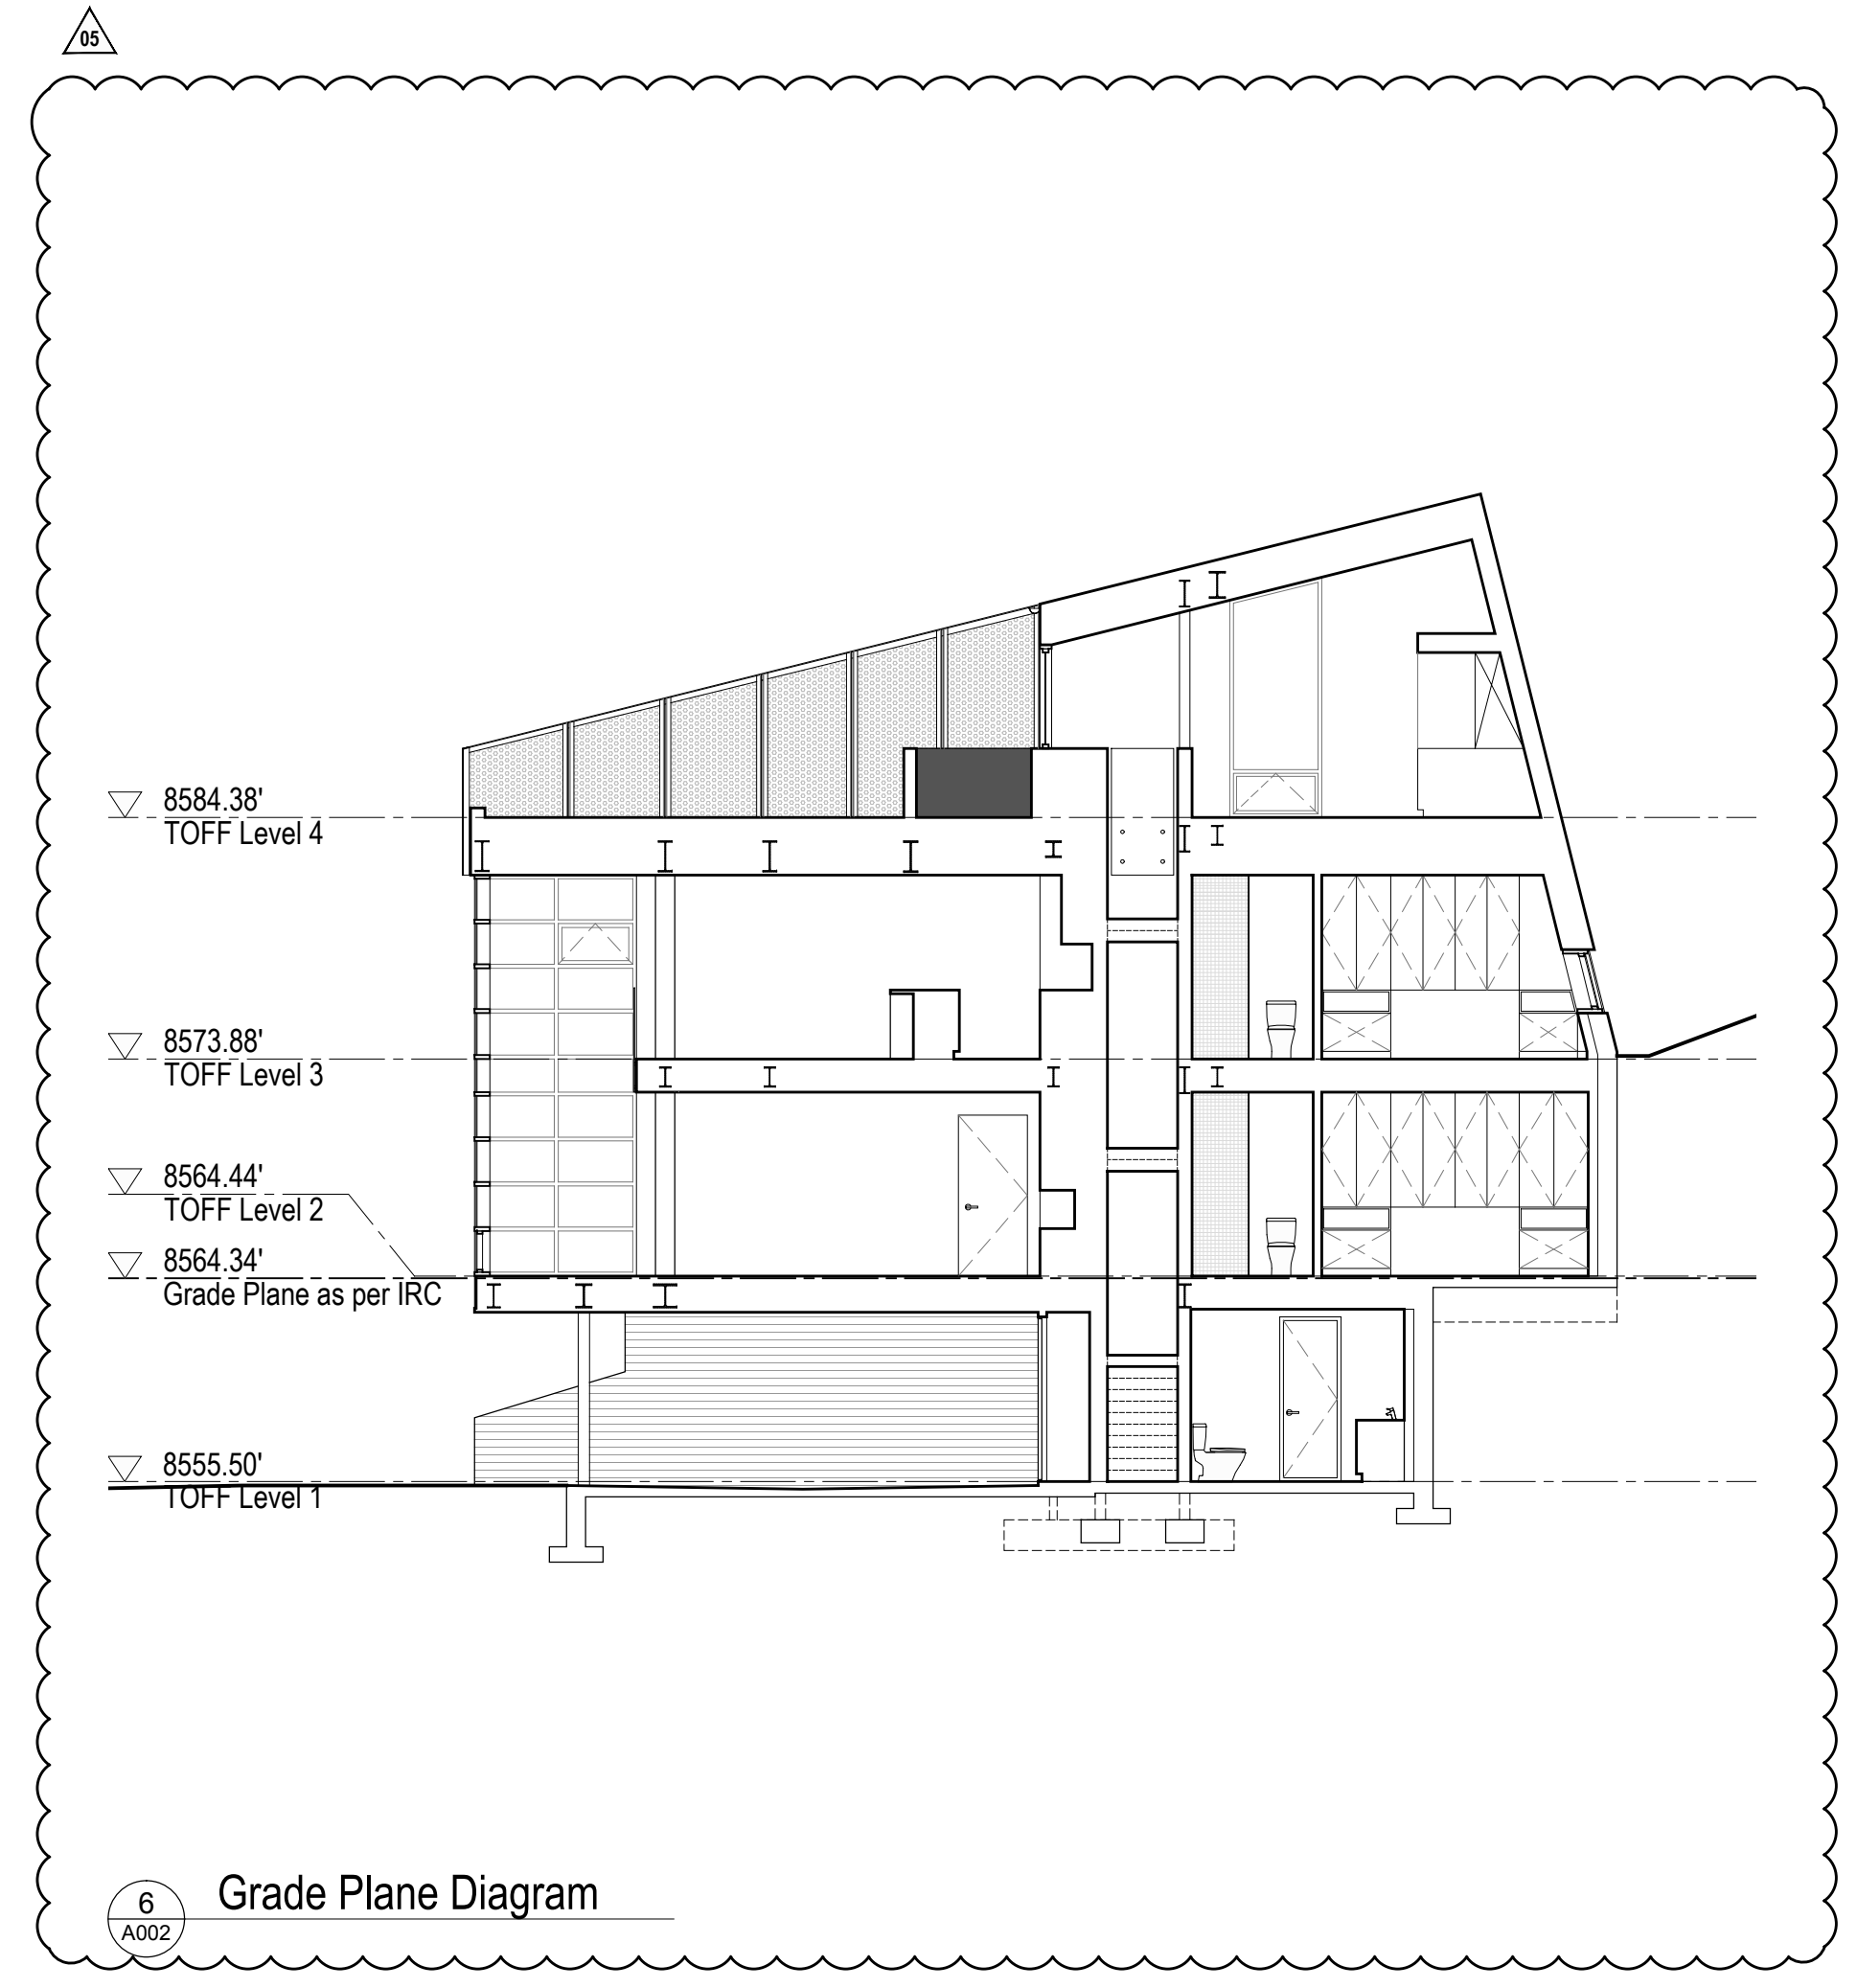 05
8584.38'
TOFF Level 4
8573.88'
TOFF Level 3
8564.44'
TOFF Level 2
8564.34'
Grade Plane as per IRC
8555.50'
TOFF Level 1
6
A002
Grade Plane Diagram